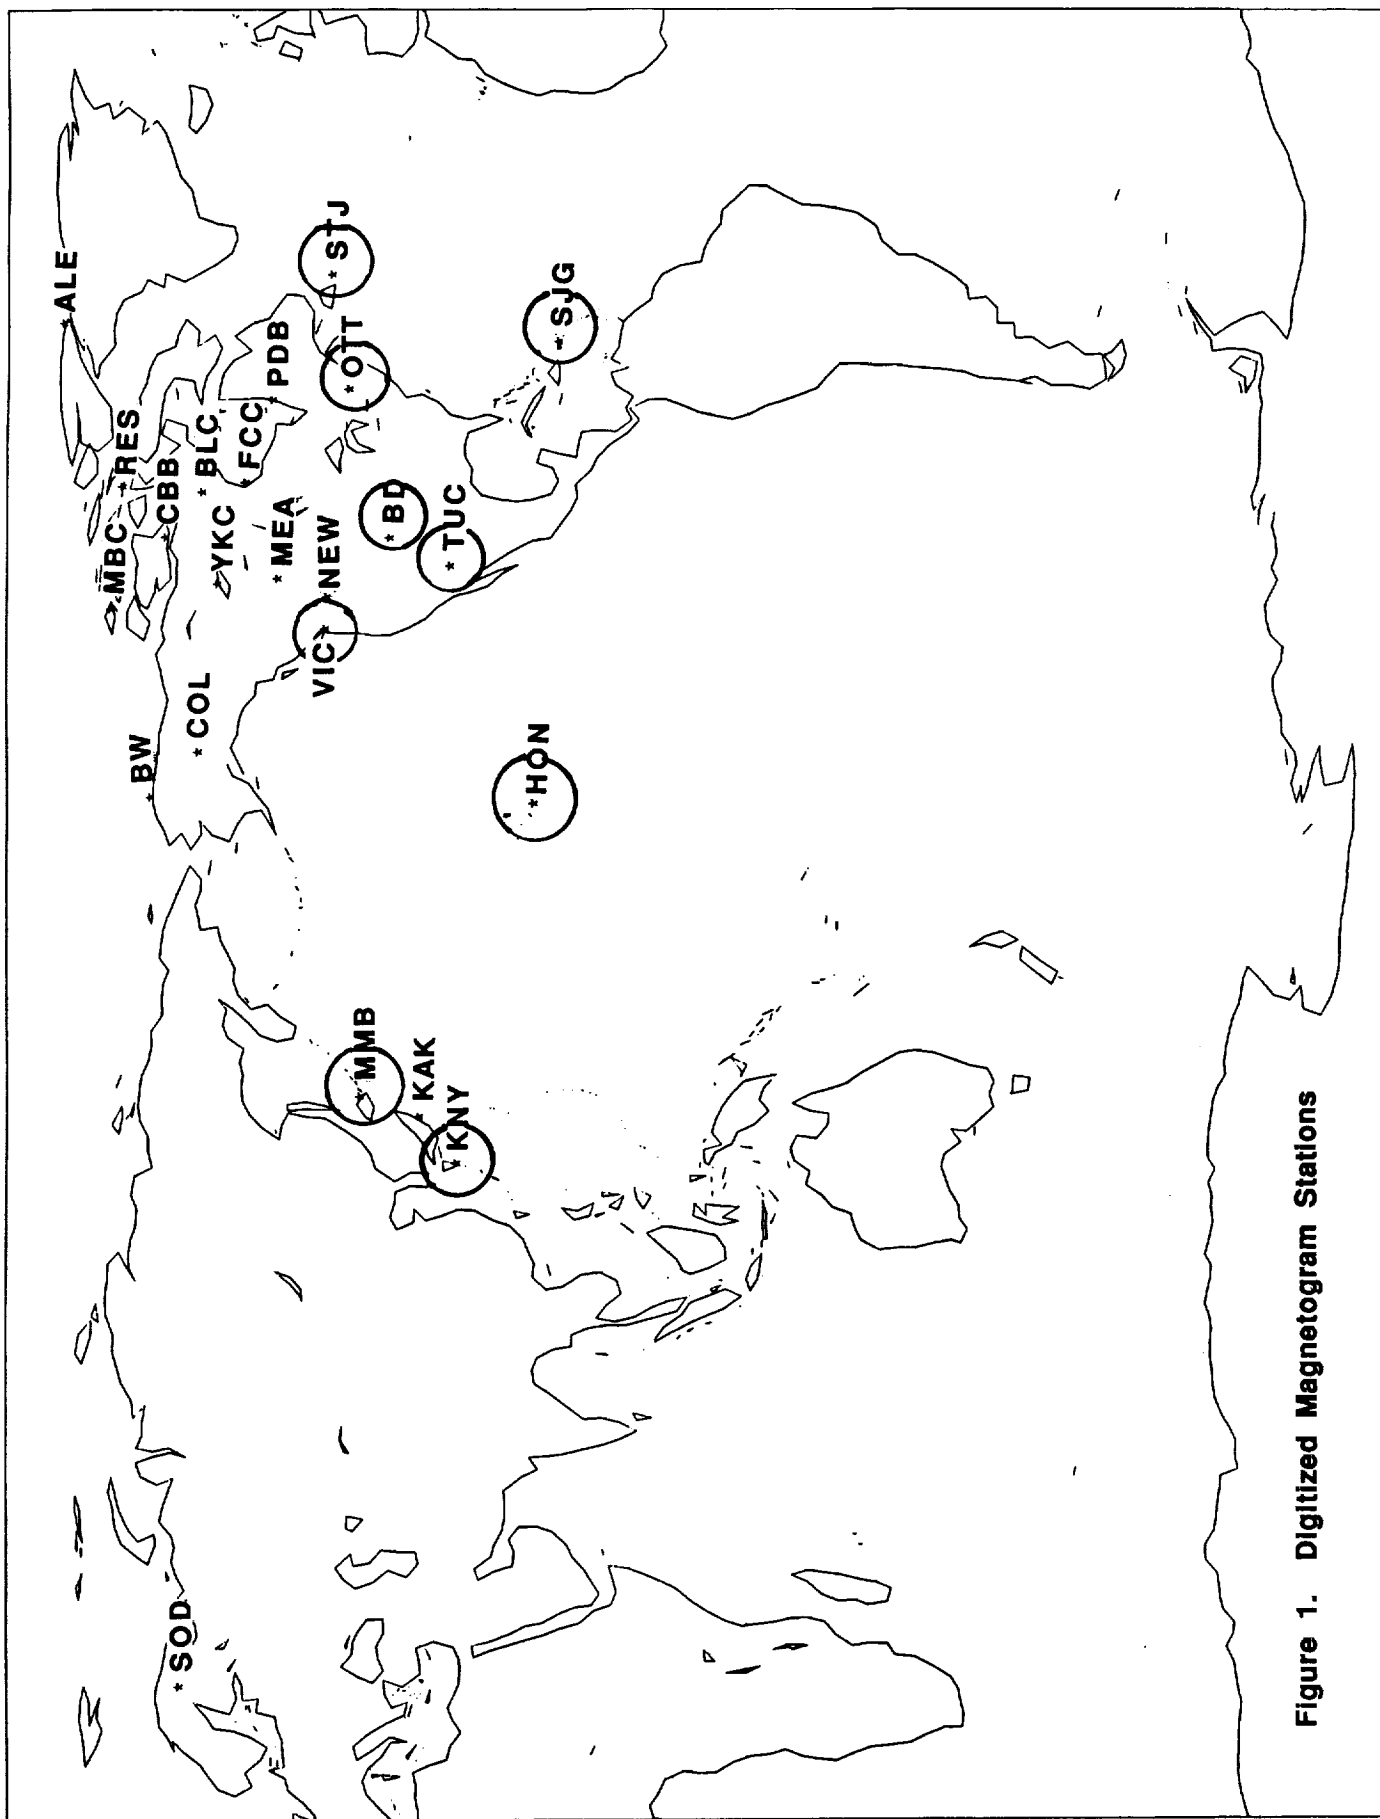 ALE
MBC
RES
BW
CBB
SOD
COL
BLC
YKC
FCC
MEA
PDB
VIC
NEW
OTT
STJ
MMB
BD
KAK
TUC
KNY
HON
SJG
Figure 1. Digitized Magnetogram Stations